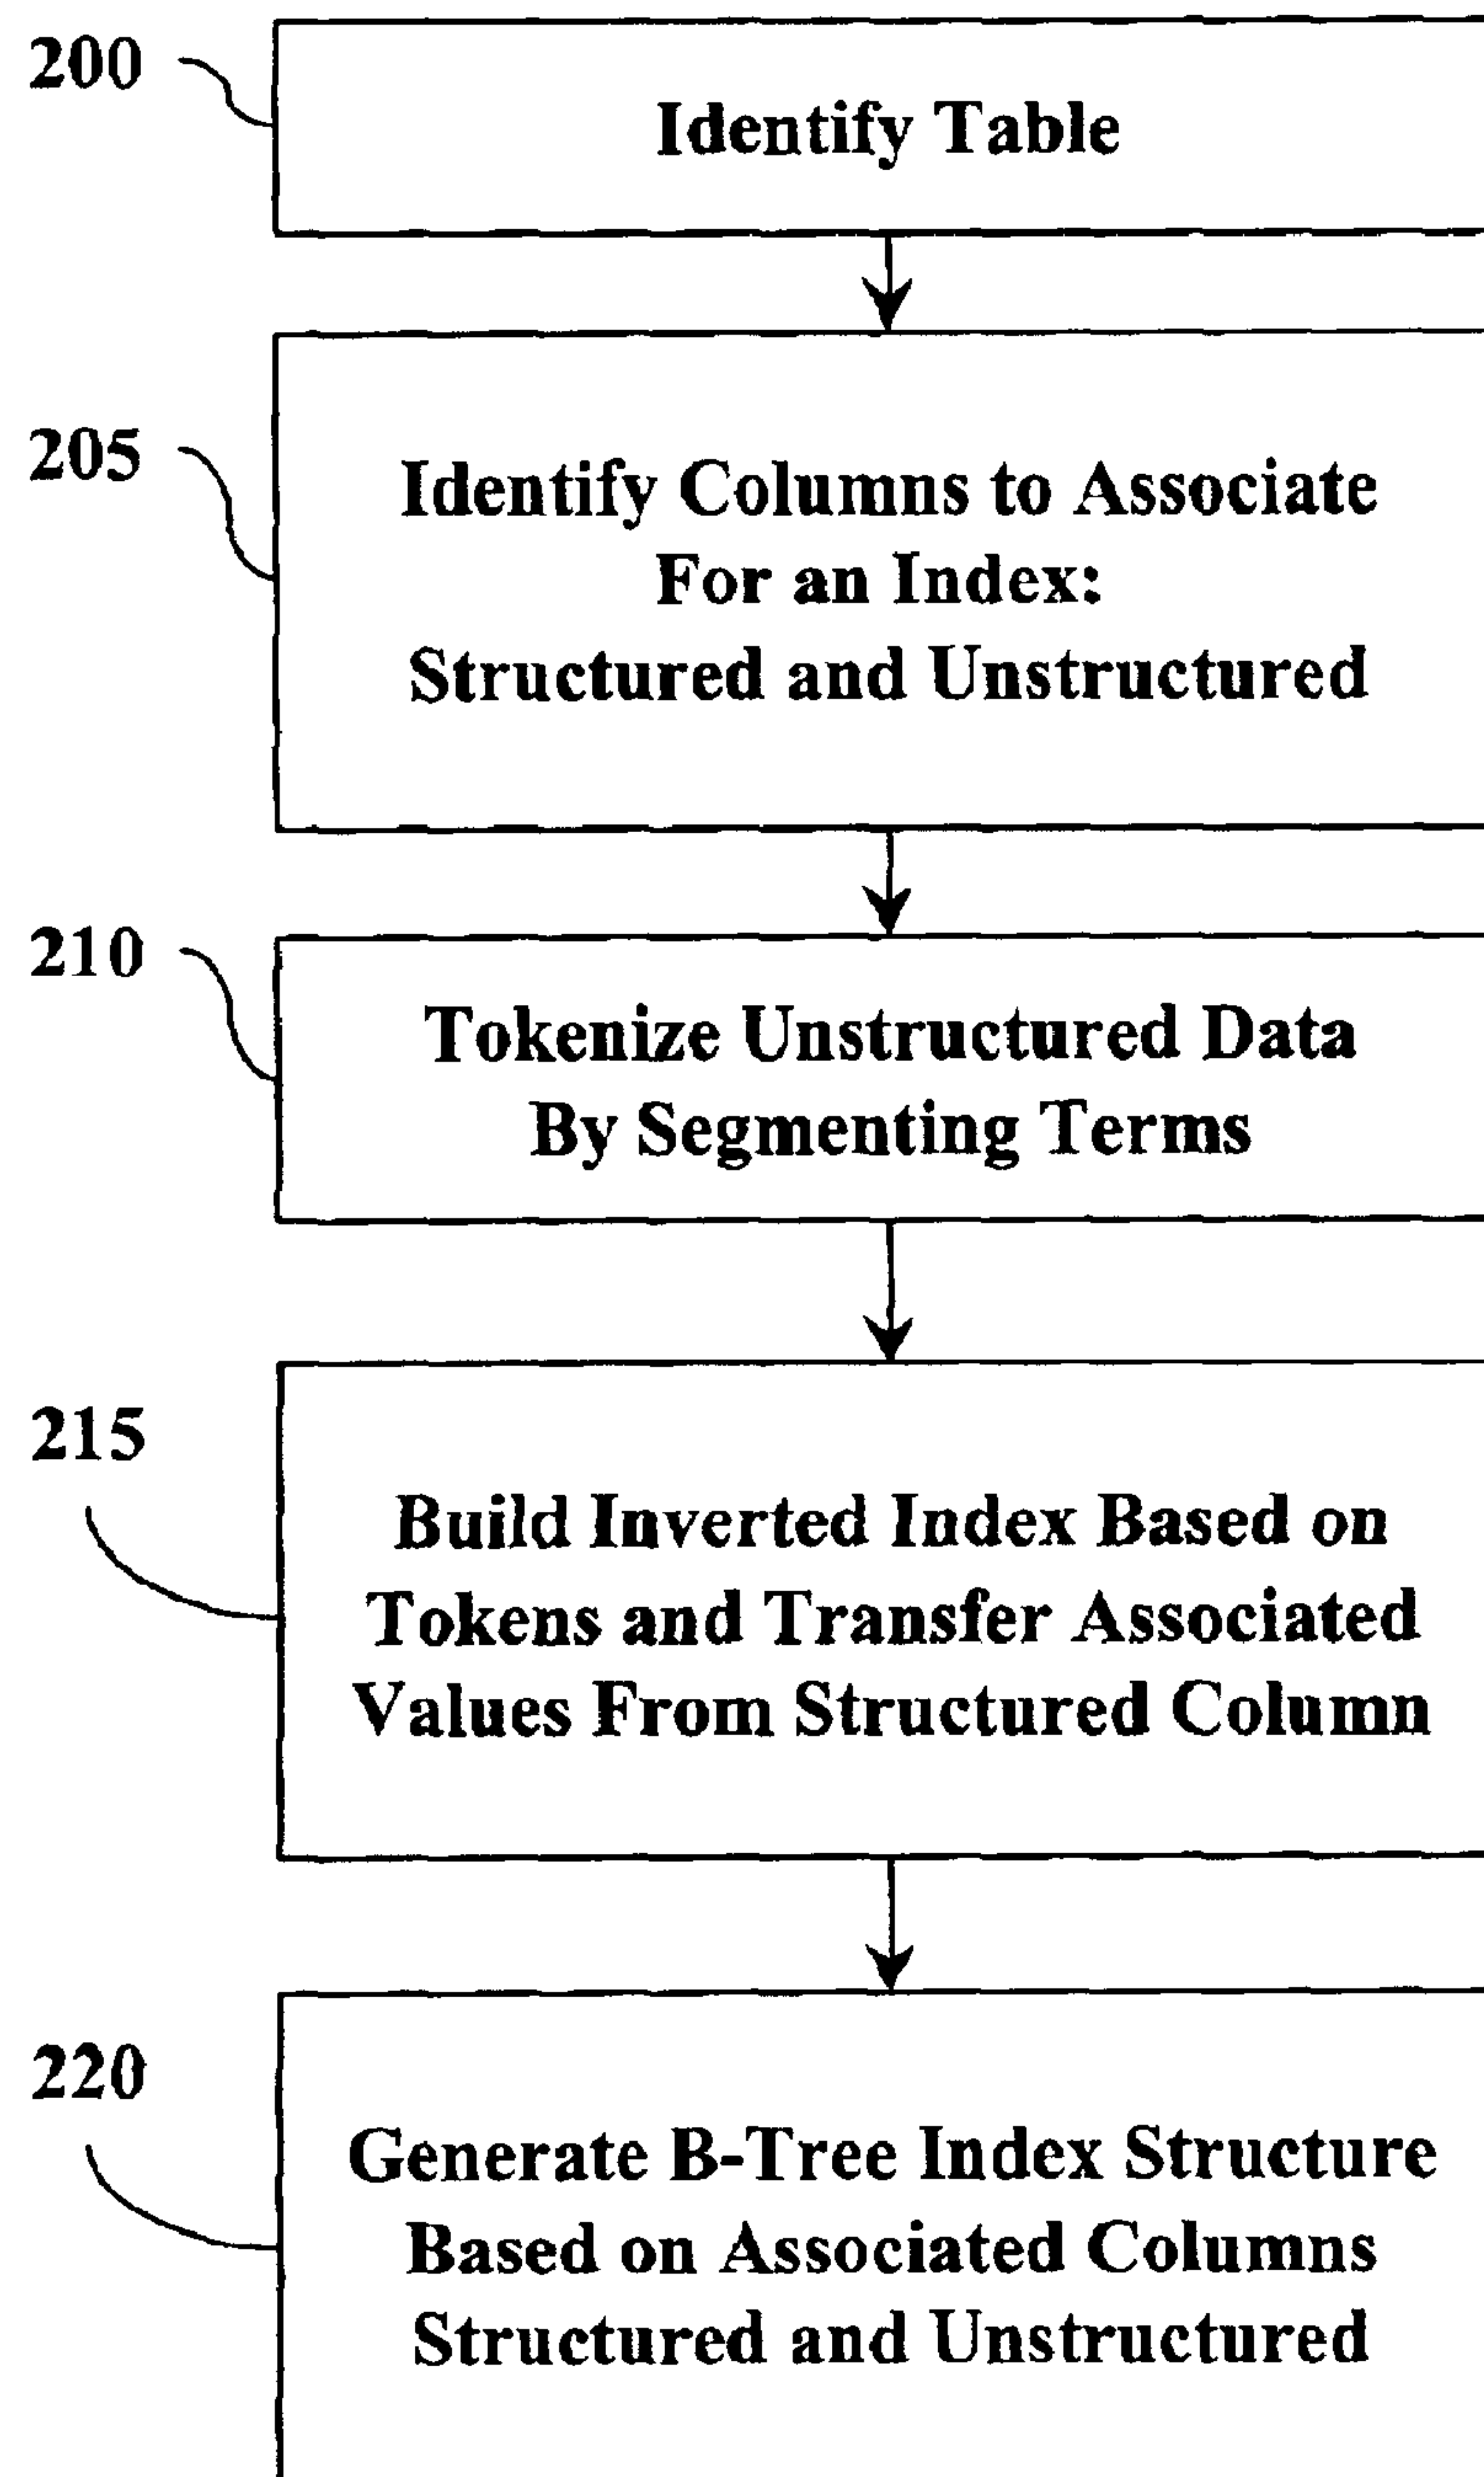 200
Identify Table
205
Identify Columns to Associate
For an Index:
Structured and Unstructured
210
Tokenize Unstructured Data
By Segmenting Terms
215
Build Inverted Index Based on
Tokens and Transfer Associated
Values From Structured Column
220
Generate B-Tree Index Structure
Based on Associated Columns
Structured and Unstructured